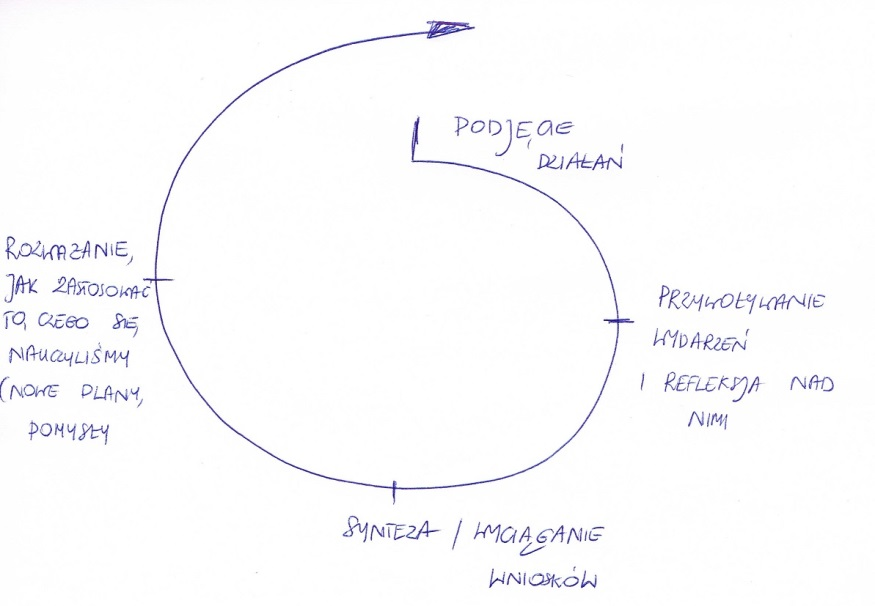 PODJĘCIE
DZIAŁAŃ
PRZYWOŁYWANIE
WYDARZEŃ
I REFLEKSJA NAD
NIMI
SYNTEZA / WYCIĄGANIE
WNIOSKÓW
ROZWAŻANIE,
JAK ZASTOSOWAĆ
TO, CZEGO SIĘ
NAUCZYLIŚMY
(NOWE PLANY,
POMYSŁY